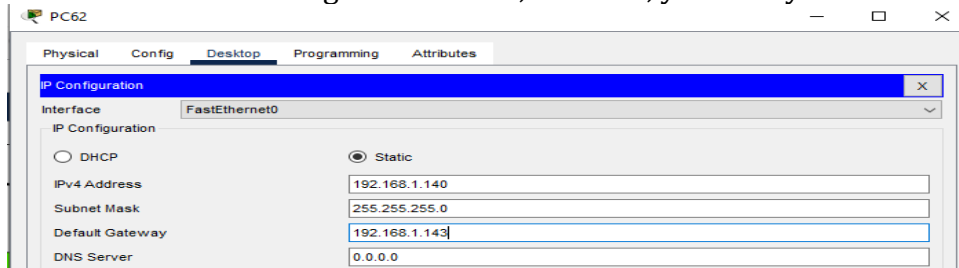 PC62
Physical Config Desktop Programming Attributes
IP Configuration X
Interface FastEthernet0
IP Configuration
DHCP Static
IPv4 Address 192.168.1.140
Subnet Mask 255.255.255.0
Default Gateway 192.168.1.143
DNS Server 0.0.0.0